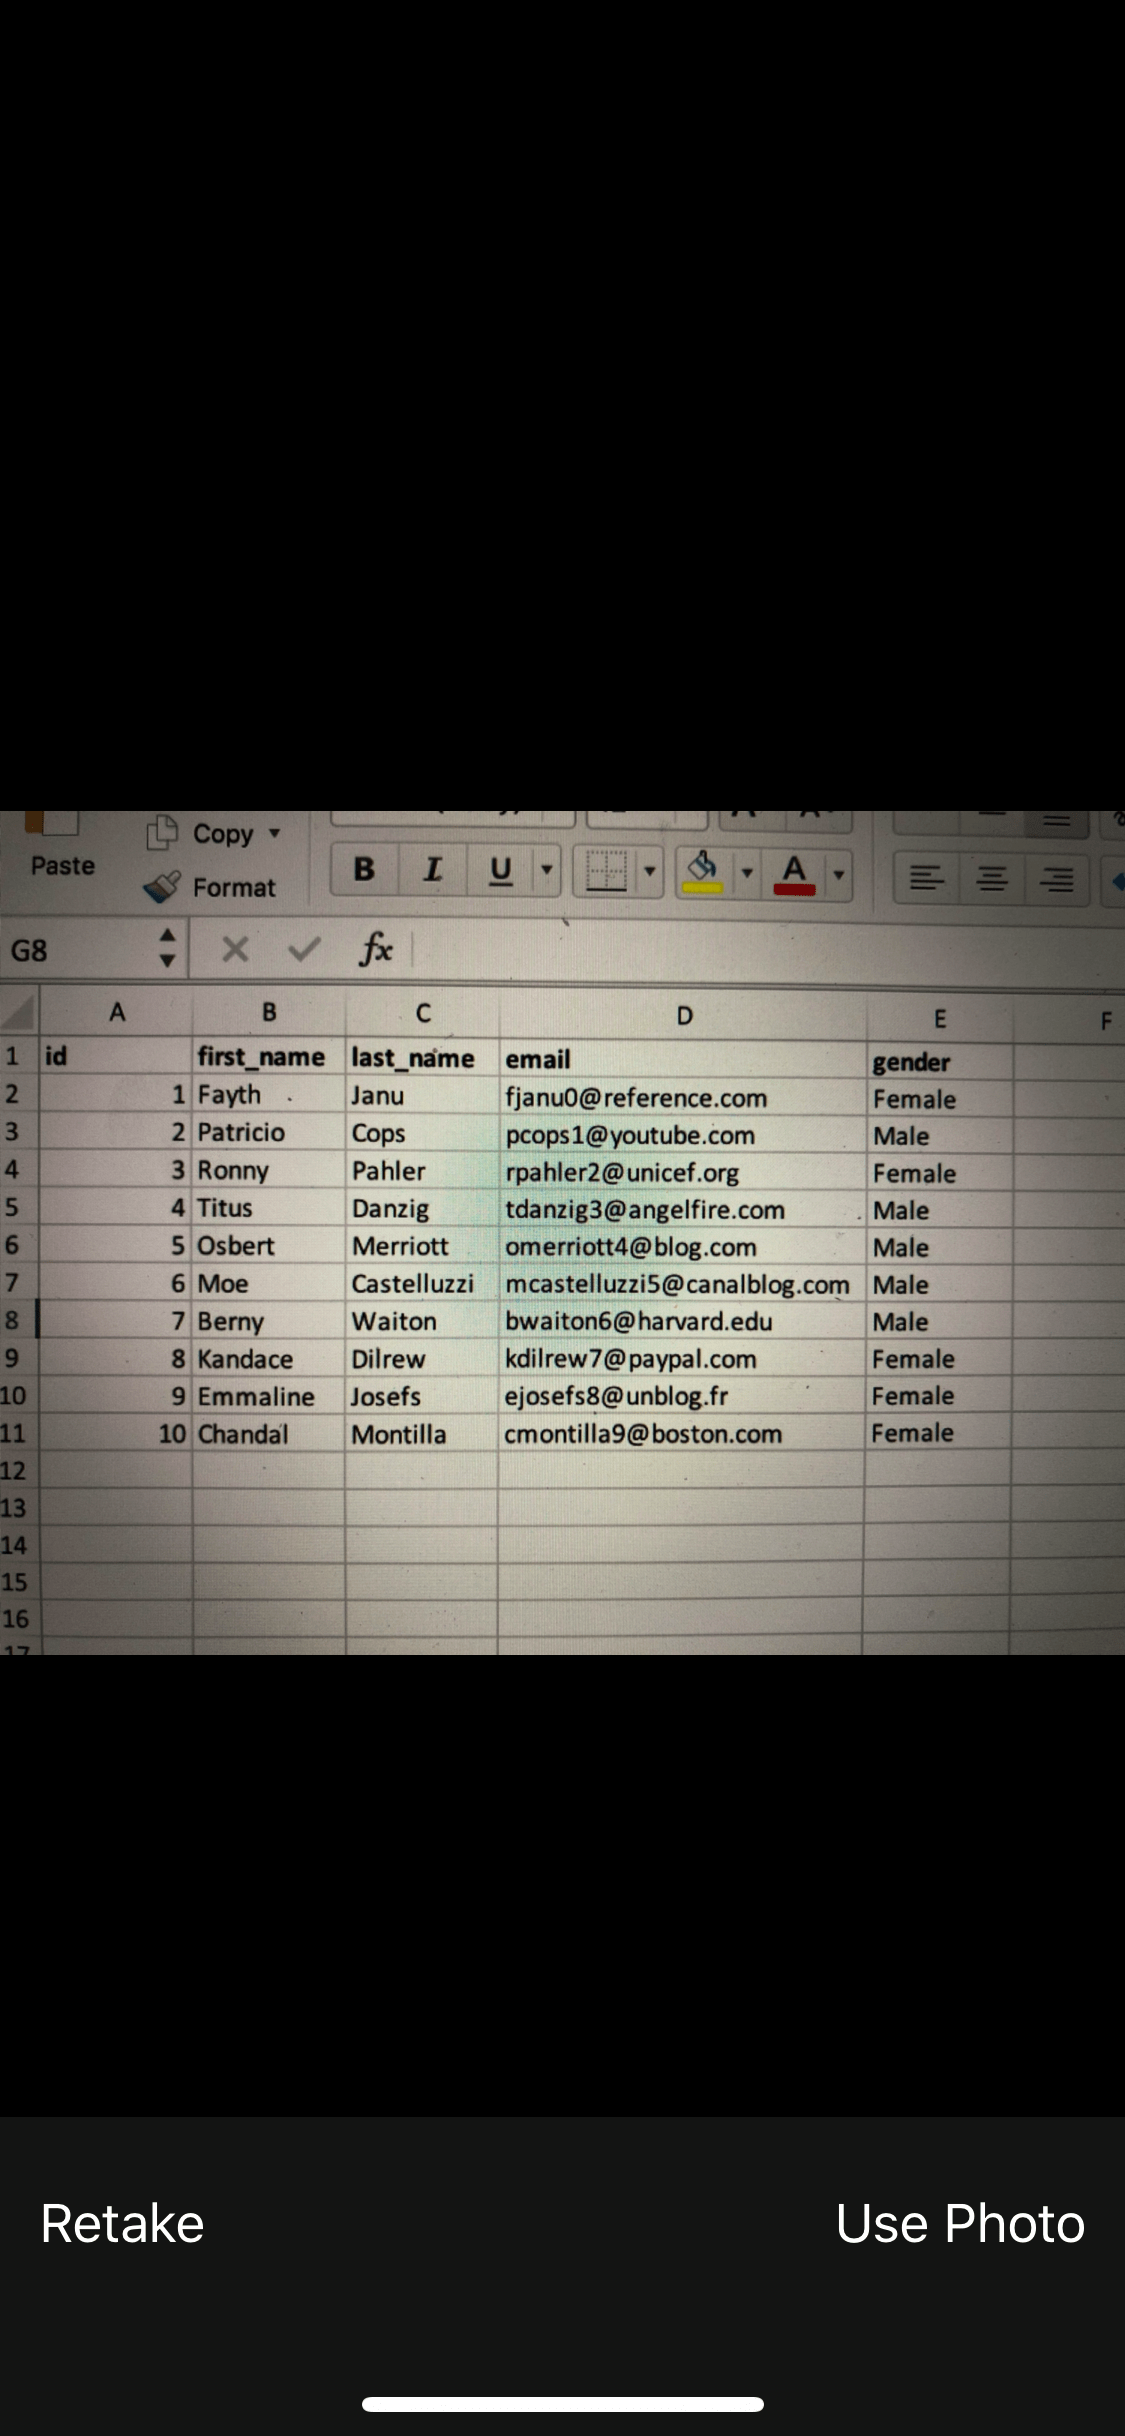 Copy
Paste
Format
B I U A
G8 fx
A B C D E F
1 id first_name last_name email gender
2 1 Fayth Janu fjanu0@reference.com Female
3 2 Patricio Cops pcops1@youtube.com Male
4 3 Ronny Pahler rpahler2@unicef.org Female
5 4 Titus Danzig tdanzig3@angelfire.com Male
6 5 Osbert Merriott omerriott4@blog.com Male
7 6 Moe Castelluzzi mcastelluzzi5@canalblog.com Male
8 7 Berny Waiton bwaiton6@harvard.edu Male
9 8 Kandace Dilrew kdilrew7@paypal.com Female
10 9 Emmaline Josefs ejosefs8@unblog.fr Female
11 10 Chandal Montilla cmontilla9@boston.com Female
12
13
14
15
16
17
Retake Use Photo